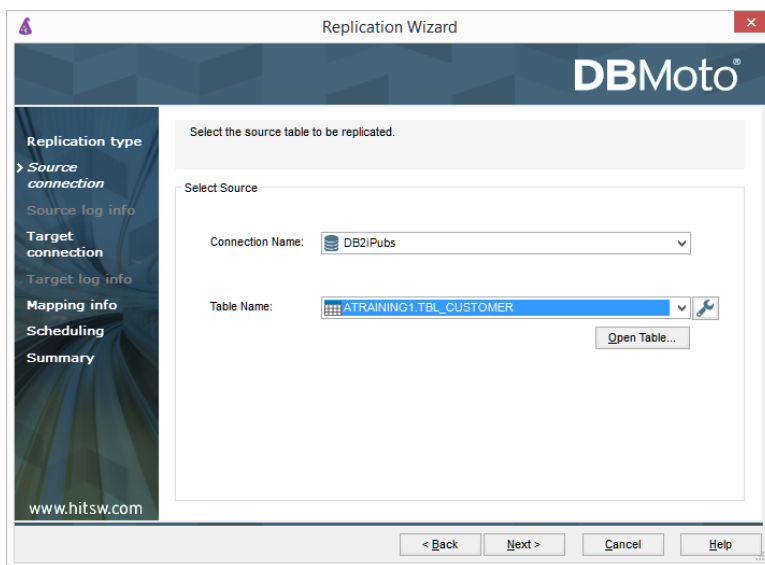 Replication Wizard
DBMoto®
Replication type
Source
connection
Source log info
Target
connection
Target log info
Mapping info
Scheduling
Summary
www.hitsw.com
Select the source table to be replicated.
Select Source
Connection Name:
DB2iPubs
Table Name:
ATRAINING1.TBL_CUSTOMER
Open Table...
< Back
Next >
Cancel
Help